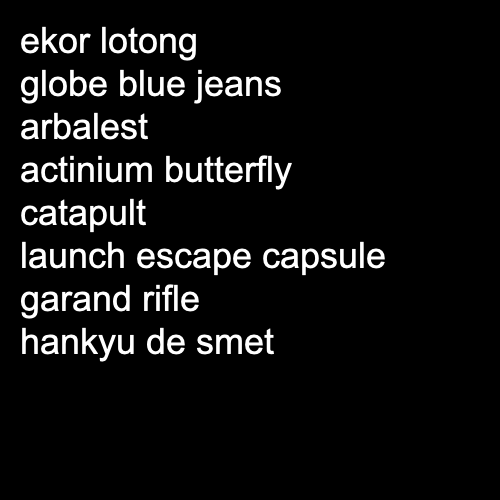 ekor lotong
globe blue jeans
arbalest
actinium butterfly
catapult
launch escape capsule
garand rifle
hankyu de smet